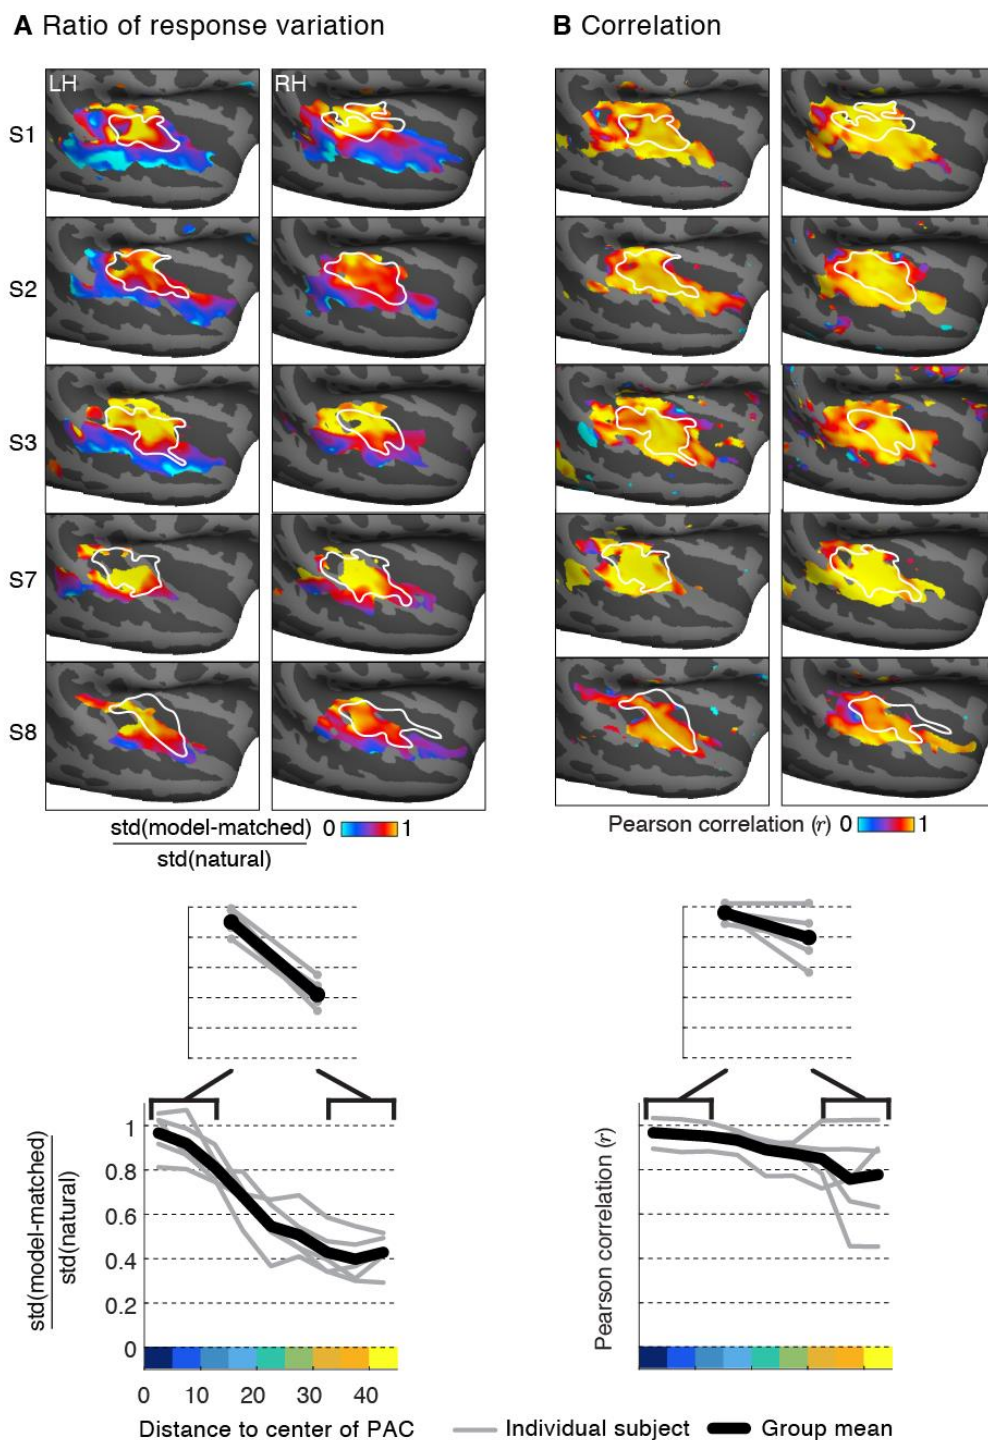 A Ratio of response variation
B Correlation
LH
RH
S1
S2
S3
S7
S8
std(model-matched)
std(natural)
0 1
Pearson correlation (r) 0 1
std(model-matched)
std(natural)
1
0.8
0.6
0.4
0.2
0
0 10 20 30 40
Pearson correlation (r)
Distance to center of PAC
Individual subject
Group mean